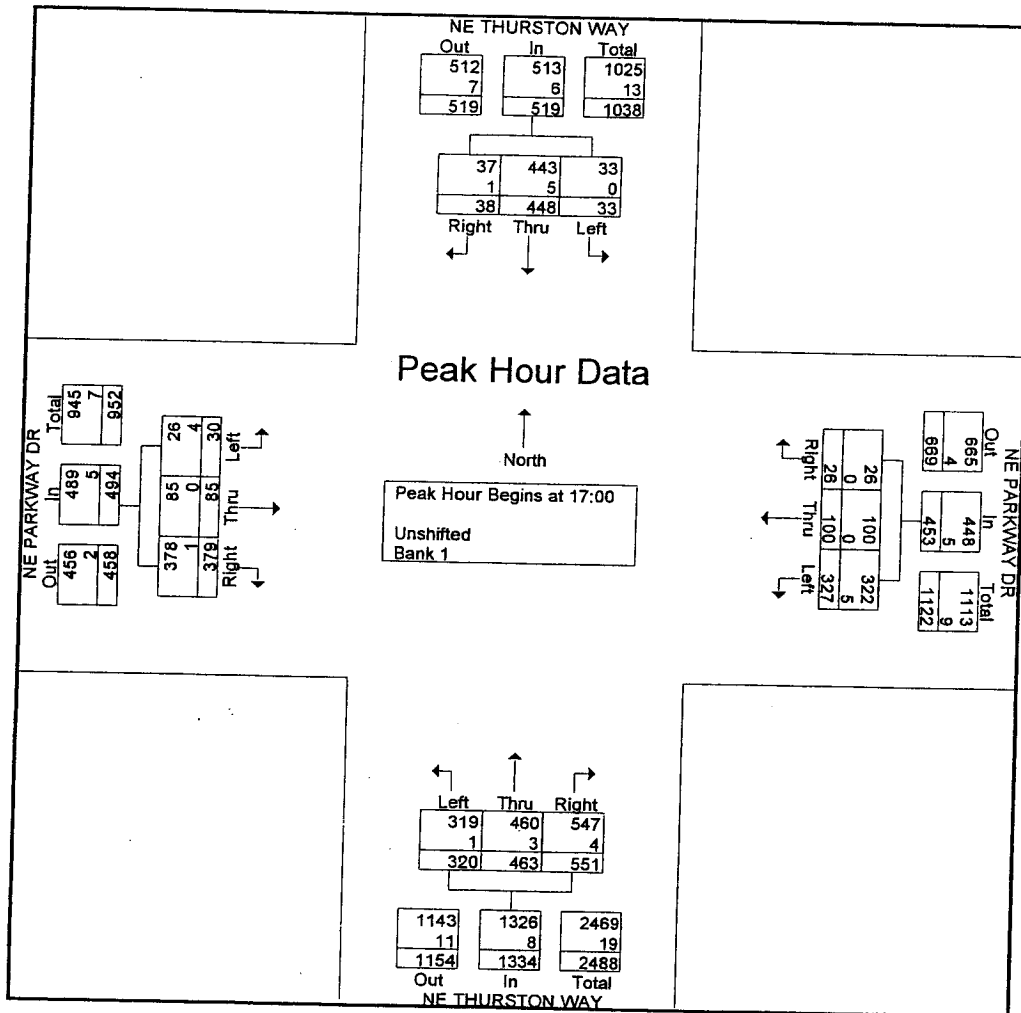 NE THURSTON WAY
Out In Total
512 513 1025
7 6 13
519 519 1038
37 443 33
1 5 0
38 448 33
Right Thru Left
Peak Hour Data
North
Peak Hour Begins at 17:00
Unshifted
Bank 1
NE PARKWAY DR
Out In Total
456 489 945
2 5 7
458 494 952
Left Thru Right
26 85 378
4 0 1
30 85 379
NE PARKWAY DR
Out In Total
665 448 1113
4 5 9
669 453 1122
26 100 322
0 0 5
26 100 327
Right Thru Left
Left Thru Right
319 460 547
1 3 4
320 463 551
1143 1326 2469
11 8 19
1154 1334 2488
Out In Total
NE THURSTON WAY